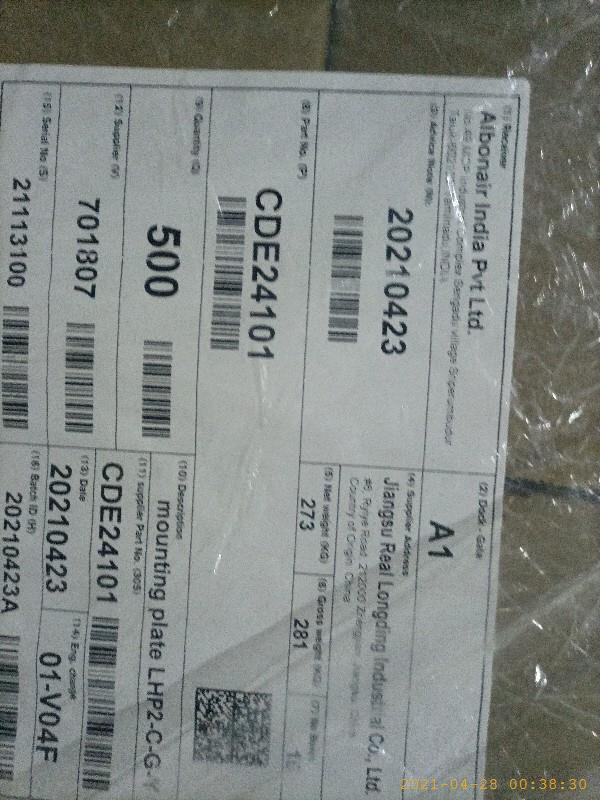 (1) Receiver
Albonair India Pvt Ltd.
(2) Dock - Gate
A1
(3) Advice Note (N)
20210423
(4) Supplier Address
Jiangsu Real Longding Industrial Co., Ltd.
Country of Origin: China
(5) Net weight (KG)
273
(6) Gross weight (KG)
281
(8) Part No. (P)
CDE24101
(9) Quantity (Q)
500
(10) Description
mounting plate LHP2-C-G-
(11) supplier Part No. (30S)
CDE24101
(12) Supplier (V)
701807
(13) Date
20210423
(14) Eng. change
01-V04F
(15) Serial No (S)
21113100
(16) Batch ID (H)
20210423A
2021-04-28 00:38:30